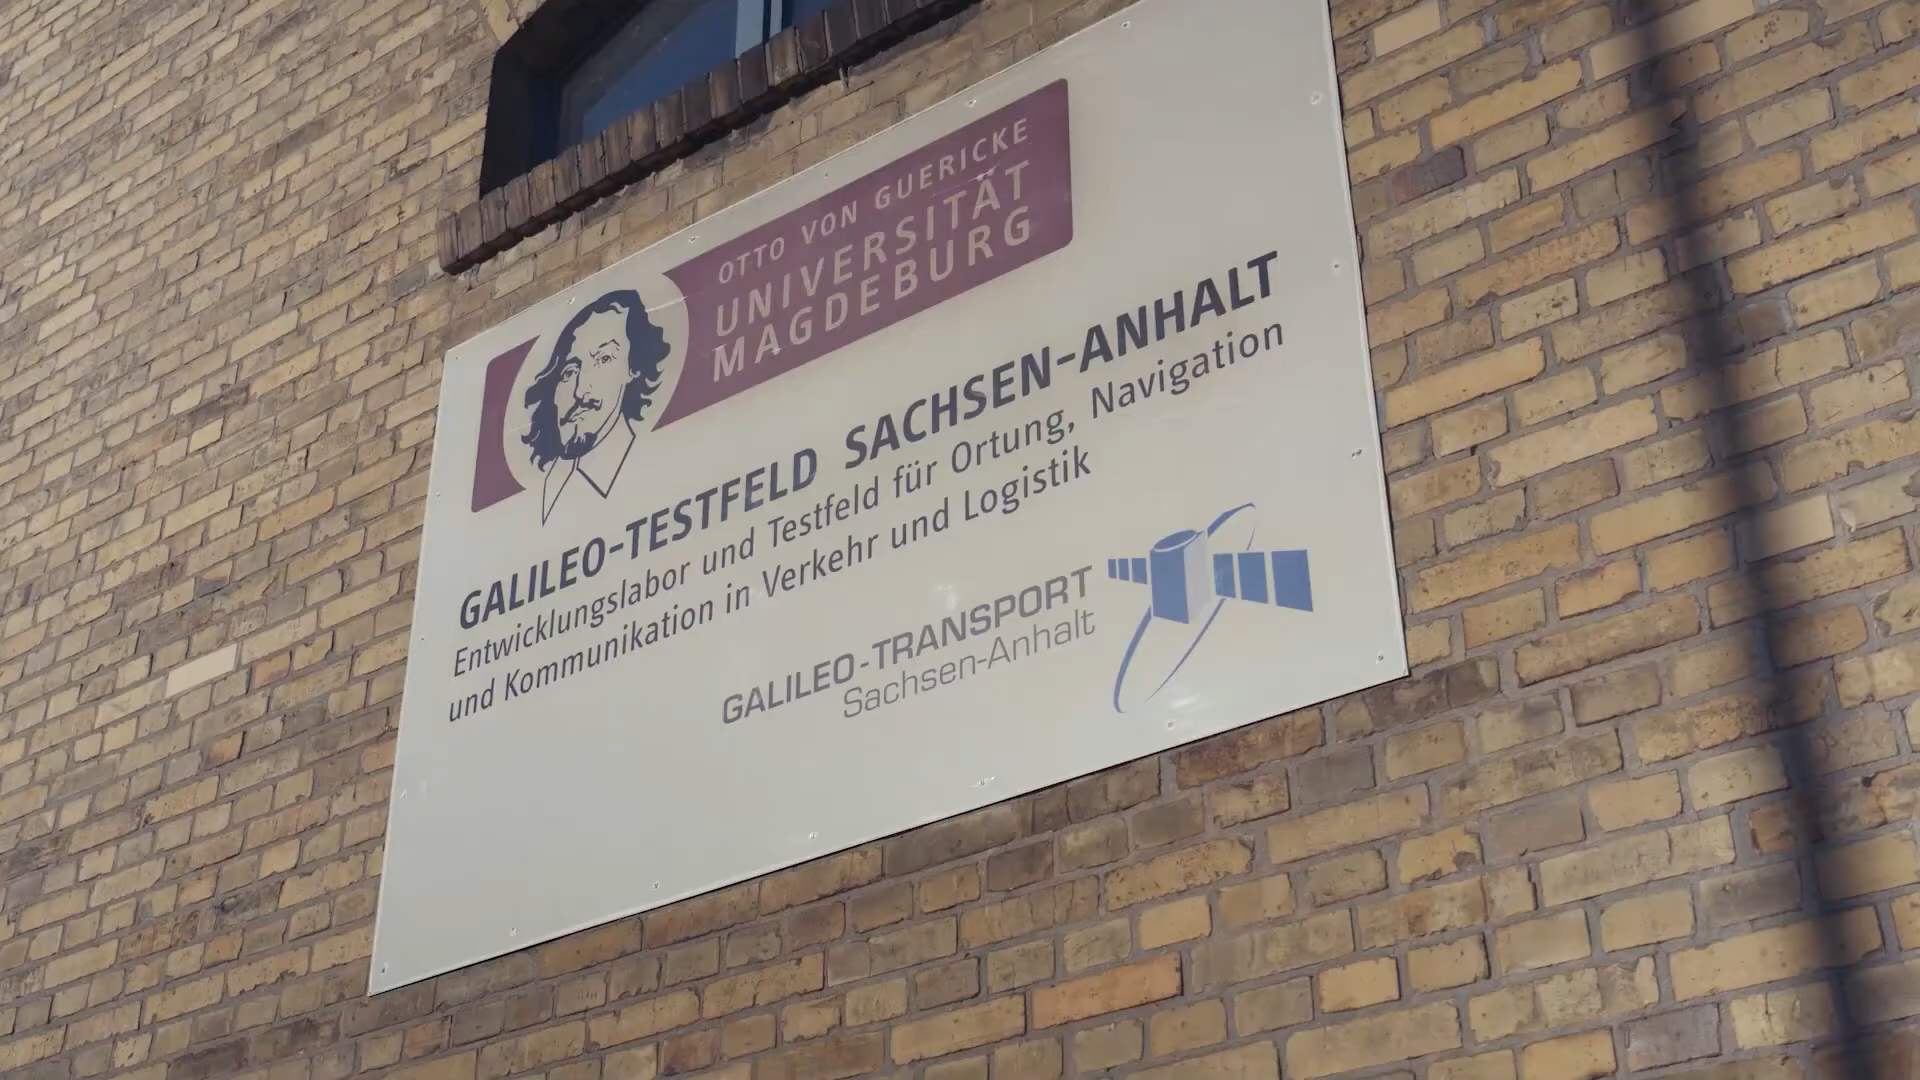 OTTO VON GUERICKE
UNIVERSITÄT
MAGDEBURG
GALILEO-TESTFELD SACHSEN-ANHALT
Entwicklungslabor und Testfeld für Ortung, Navigation
und Kommunikation in Verkehr und Logistik
GALILEO-TRANSPORT
Sachsen-Anhalt